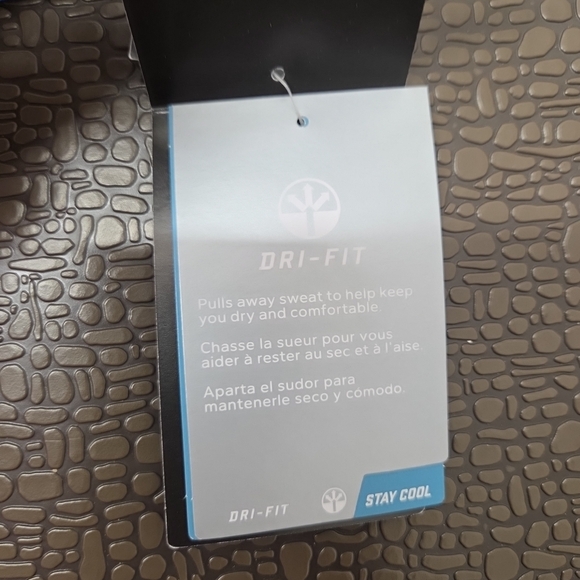 DRI-FIT
Pulls away sweat to help keep
you dry and comfortable.
Chasse la sueur pour vous
aider à rester au sec et à l'aise.
Aparta el sudor para
mantenerle seco y cómodo.
DRI-FIT STAY COOL